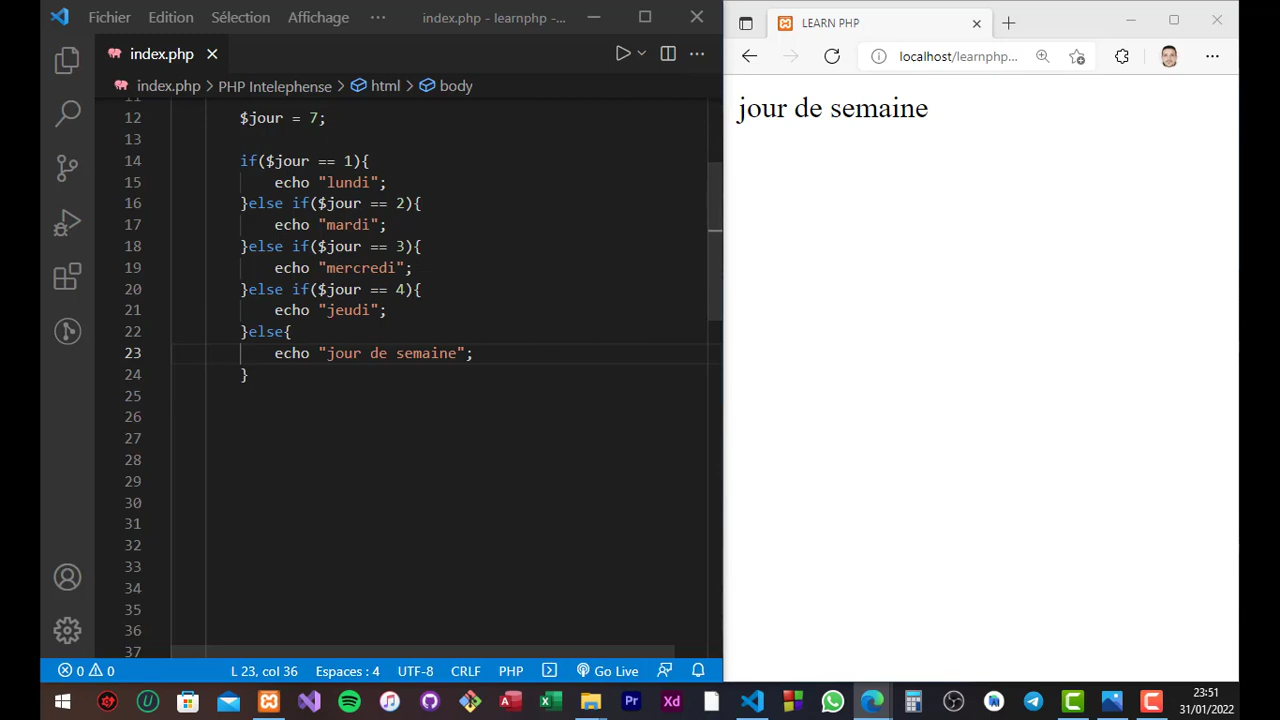 Fichier Edition Sélection Affichage ··· index.php - learnphp -...
index.php
index.php > PHP Intelephense > html > body
11
12 $jour = 7;
13
14 if($jour == 1){
15 echo "lundi";
16 }else if($jour == 2){
17 echo "mardi";
18 }else if($jour == 3){
19 echo "mercredi";
20 }else if($jour == 4){
21 echo "jeudi";
22 }else{
23 echo "jour de semaine";
24 }
25
26
27
28
29
30
31
32
33
34
35
36
37
0 0 L 23, col 36 Espaces : 4 UTF-8 CRLF PHP Go Live
LEARN PHP
localhost/learnphp...
jour de semaine
23:51
31/01/2022